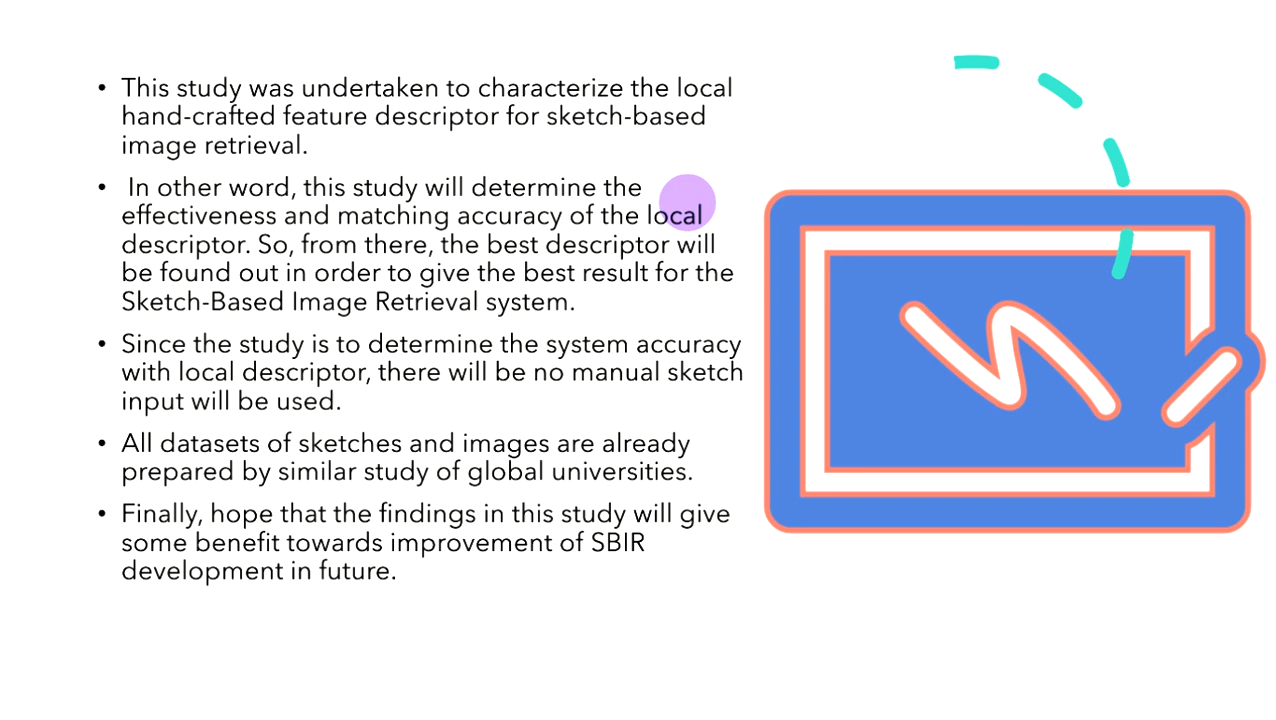 • This study was undertaken to characterize the local
hand-crafted feature descriptor for sketch-based
image retrieval.
• In other word, this study will determine the
effectiveness and matching accuracy of the local
descriptor. So, from there, the best descriptor will
be found out in order to give the best result for the
Sketch-Based Image Retrieval system.
• Since the study is to determine the system accuracy
with local descriptor, there will be no manual sketch
input will be used.
• All datasets of sketches and images are already
prepared by similar study of global universities.
• Finally, hope that the findings in this study will give
some benefit towards improvement of SBIR
development in future.